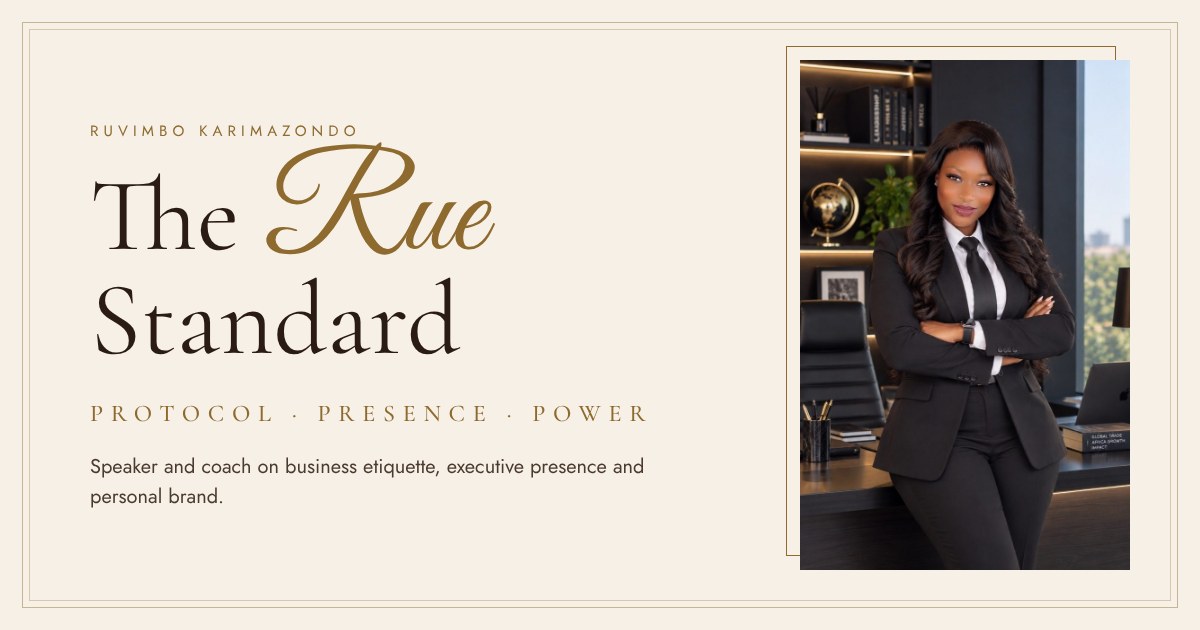 RUVIMBO KARIMAZONDO
The Rue
Standard
PROTOCOL · PRESENCE · POWER
Speaker and coach on business etiquette, executive presence and
personal brand.
LEADERSHIP